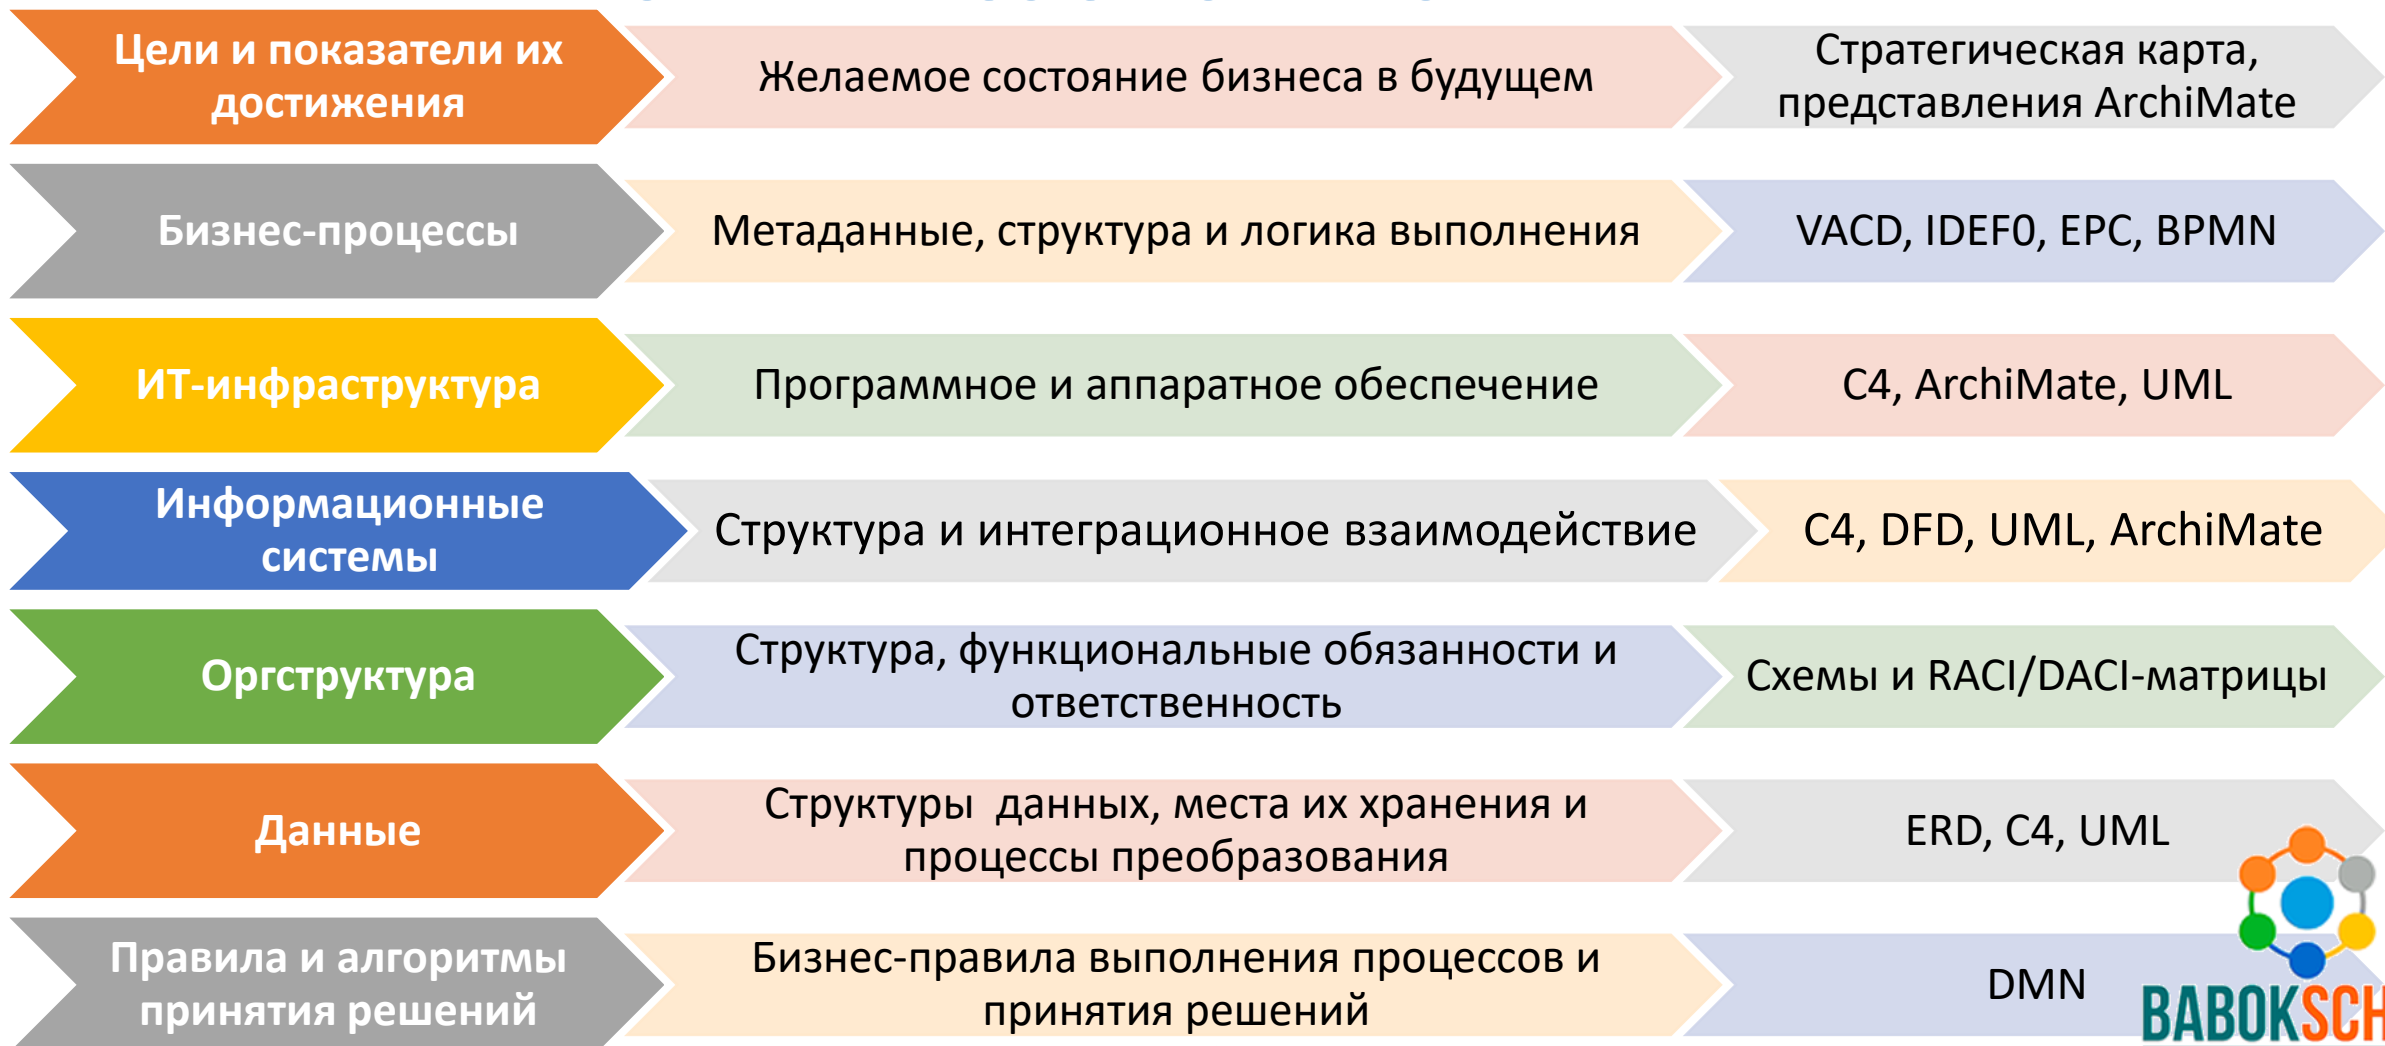 Цели и показатели их
достижения
Желаемое состояние бизнеса в будущем
Стратегическая карта,
представления ArchiMate
Бизнес-процессы
Метаданные, структура и логика выполнения
VACD, IDEF0, EPC, BPMN
ИТ-инфраструктура
Программное и аппаратное обеспечение
C4, ArchiMate, UML
Информационные
системы
Структура и интеграционное взаимодействие
C4, DFD, UML, ArchiMate
Оргструктура
Структура, функциональные обязанности и
ответственность
Схемы и RACI/DACI-матрицы
Данные
Структуры  данных, места их хранения и
процессы преобразования
ERD, C4, UML
Правила и алгоритмы
принятия решений
Бизнес-правила выполнения процессов и
принятия решений
DMN
BABOKSCH